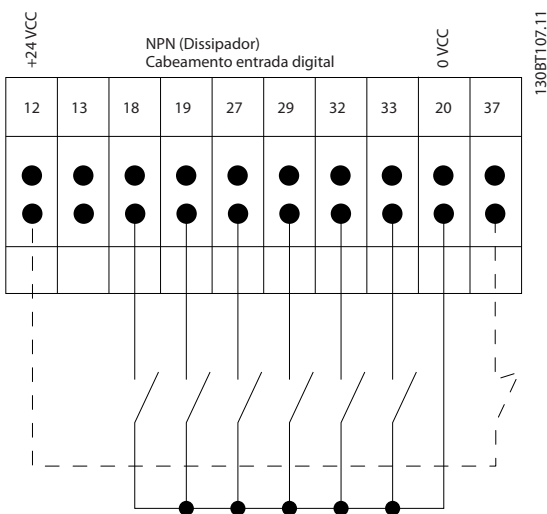 +24 VCC
NPN (Dissipador)
Cabeamento entrada digital
0 VCC
130BT107.11
12 13 18 19 27 29 32 33 20 37